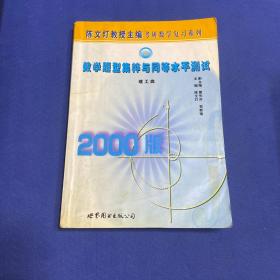 陈文灯教授主编考研数学复习系列
数学题型集粹与同等水平测试
理工类
2000版
世界图书出版公司